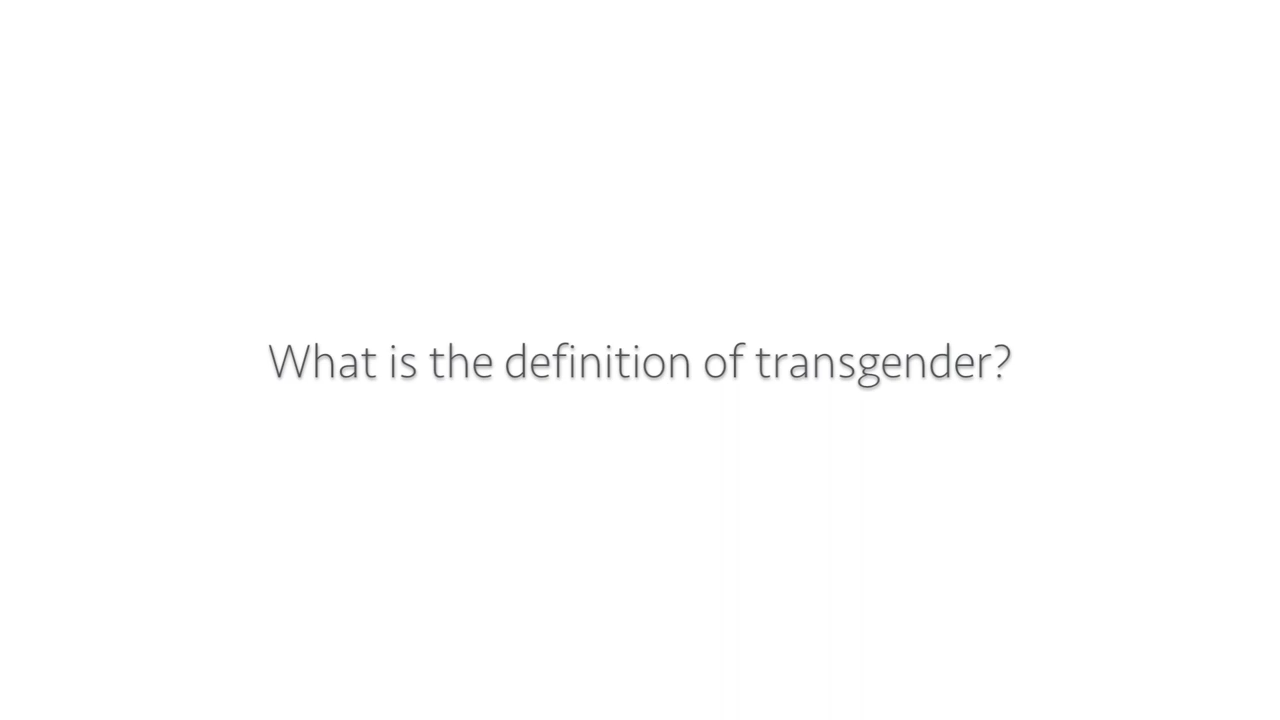 What is the definition of transgender?